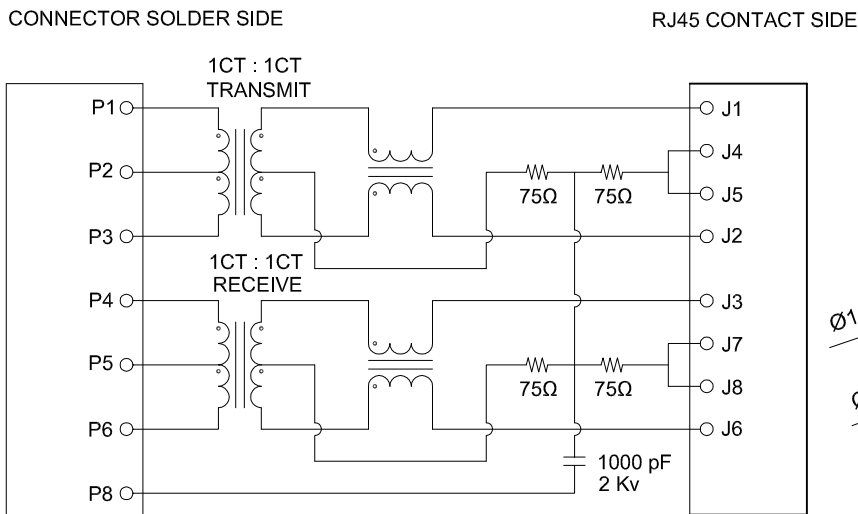 CONNECTOR SOLDER SIDE
RJ45 CONTACT SIDE
1CT : 1CT
TRANSMIT
P1
P2
P3
P4
P5
P6
P8
1CT : 1CT
RECEIVE
75Ω
75Ω
75Ω
75Ω
1000 pF
2 Kv
J1
J4
J5
J2
J3
J7
J8
J6
Ø1